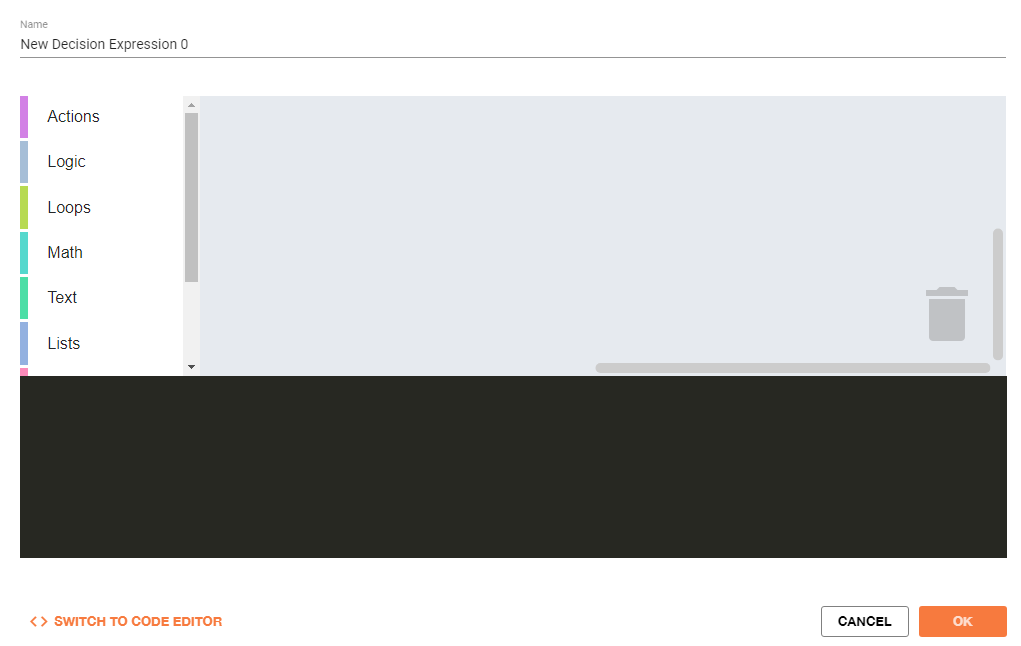 Name
New Decision Expression 0
Actions
Logic
Loops
Math
Text
Lists
<> SWITCH TO CODE EDITOR
CANCEL
OK